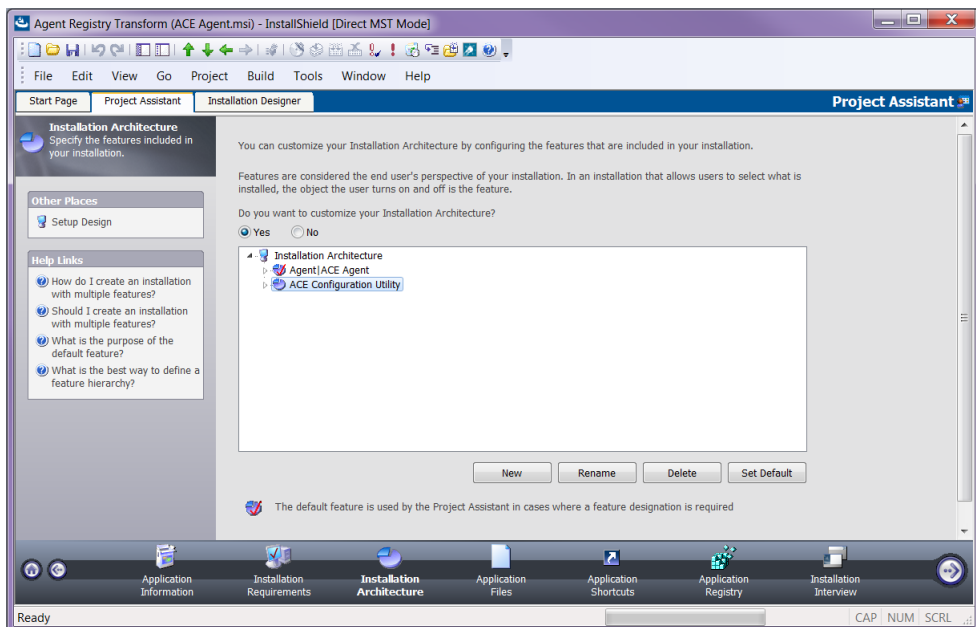 Agent Registry Transform (ACE Agent.msi) - InstallShield [Direct MST Mode]
File Edit View Go Project Build Tools Window Help
Start Page Project Assistant Installation Designer Project Assistant
Installation Architecture
Specify the features included in
your installation.
Other Places
Setup Design
Help Links
How do I create an installation
with multiple features?
Should I create an installation
with multiple features?
What is the purpose of the
default feature?
What is the best way to define a
feature hierarchy?
You can customize your Installation Architecture by configuring the features that are included in your installation.
Features are considered the end user's perspective of your installation. In an installation that allows users to select what is
installed, the object the user turns on and off is the feature.
Do you want to customize your Installation Architecture?
Yes No
Installation Architecture
Agent|ACE Agent
ACE Configuration Utility
New Rename Delete Set Default
The default feature is used by the Project Assistant in cases where a feature designation is required
Application
Information
Installation
Requirements
Installation
Architecture
Application
Files
Application
Shortcuts
Application
Registry
Installation
Interview
Ready CAP NUM SCRL